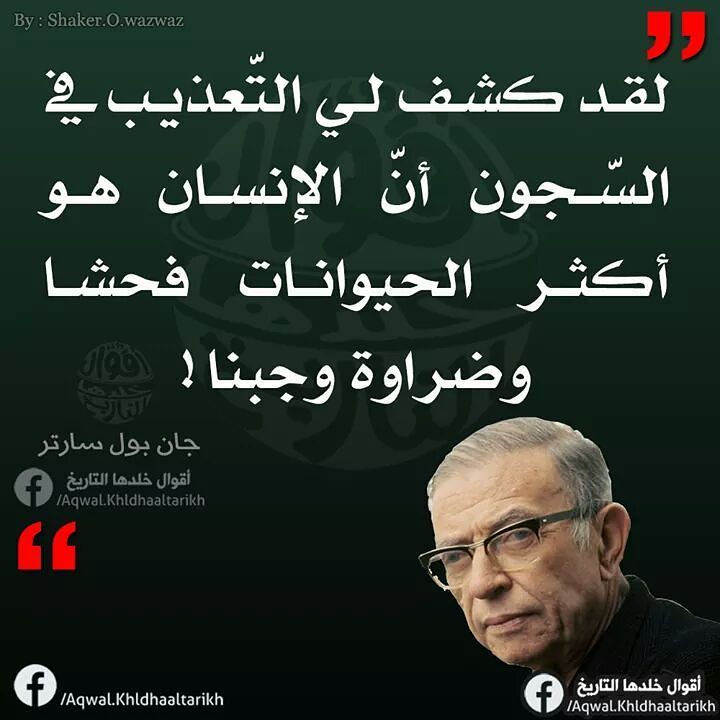 By : Shaker.O.wazwaz
لقد كشف لي التّعذيب في
السّجون أنّ الإنسان هو
أكثر الحيوانات فحشا
وضراوة وجبنا !
جان بول سارتر
أقوال خلدها التاريخ
/Aqwal.Khldhaaltarikh
/Aqwal.Khldhaaltarikh
أقوال خلدها التاريخ
/Aqwal.Khldhaaltarikh